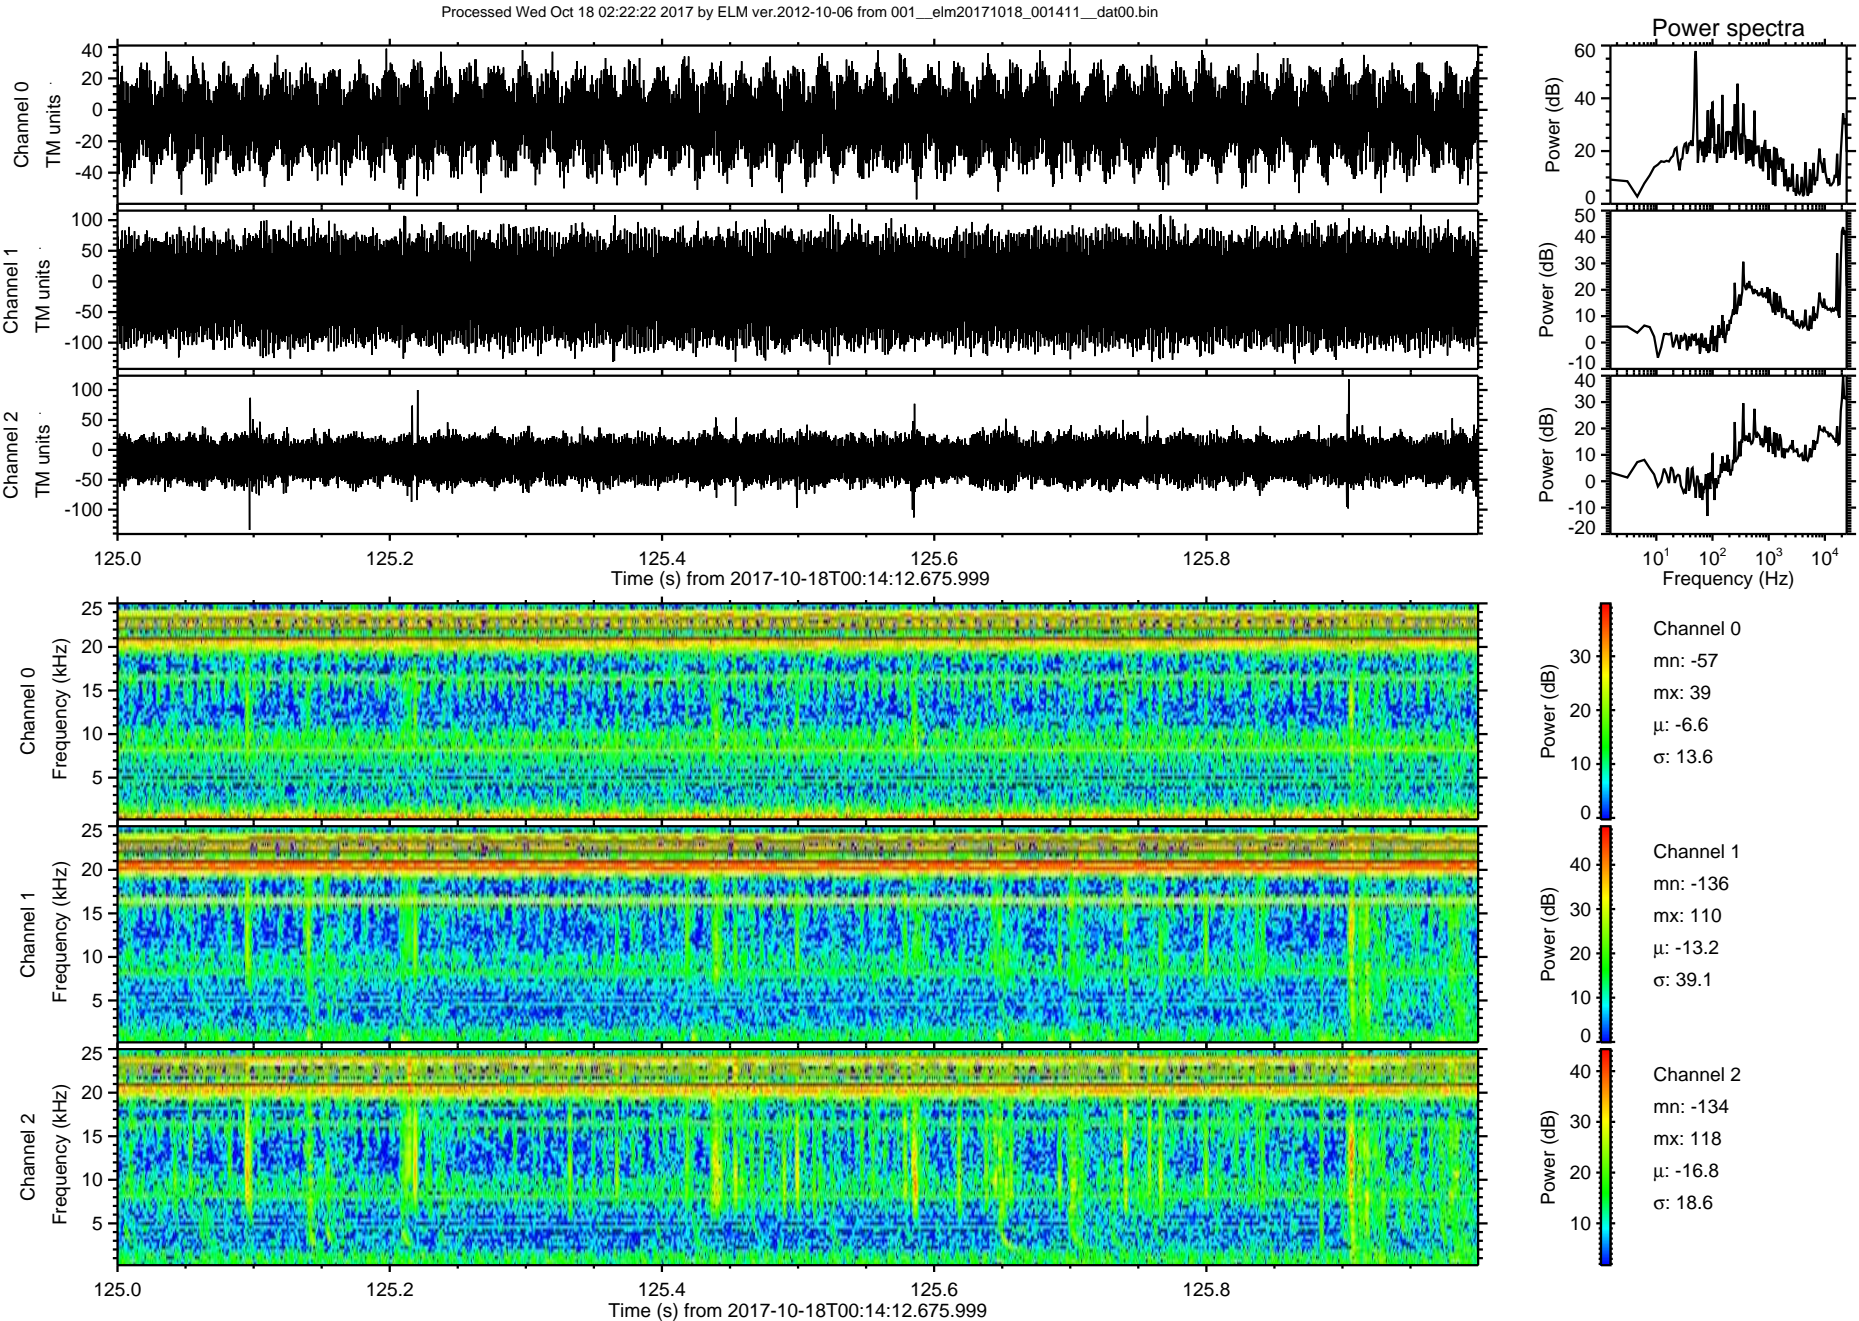 Processed Wed Oct 18 02:22:22 2017 by ELM ver.2012-10-06 from 001__elm20171018_001411__dat00.bin
Power spectra
Channel 0
TM units
40
20
0
-20
-40
Power (dB)
60
40
20
0
Channel 1
TM units
100
50
0
-50
-100
Power (dB)
50
40
30
20
10
0
-10
Channel 2
TM units
100
50
0
-50
-100
Power (dB)
40
30
20
10
0
-10
-20
125.0 125.2 125.4 125.6 125.8
Time (s) from 2017-10-18T00:14:12.675.999
10¹ 10² 10³ 10⁴
Frequency (Hz)
Channel 0
Frequency (kHz)
25
20
15
10
5
Power (dB)
30
20
10
0
Channel 0
mn: -57
mx: 39
μ: -6.6
σ: 13.6
Channel 1
Frequency (kHz)
25
20
15
10
5
Power (dB)
40
30
20
10
0
Channel 1
mn: -136
mx: 110
μ: -13.2
σ: 39.1
Channel 2
Frequency (kHz)
25
20
15
10
5
Power (dB)
40
30
20
10
Channel 2
mn: -134
mx: 118
μ: -16.8
σ: 18.6
125.0 125.2 125.4 125.6 125.8
Time (s) from 2017-10-18T00:14:12.675.999